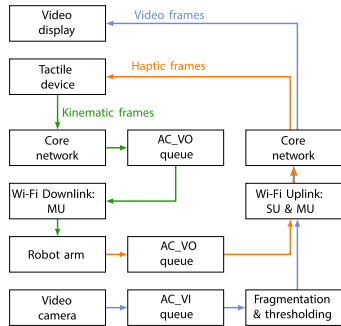 Video
display
Video frames
Tactile
device
Haptic frames
Kinematic frames
Core
network
AC_VO
queue
Core
network
Wi-Fi Downlink:
MU
Wi-Fi Uplink:
SU & MU
Robot arm
AC_VO
queue
Video
camera
AC_VI
queue
Fragmentation
& thresholding